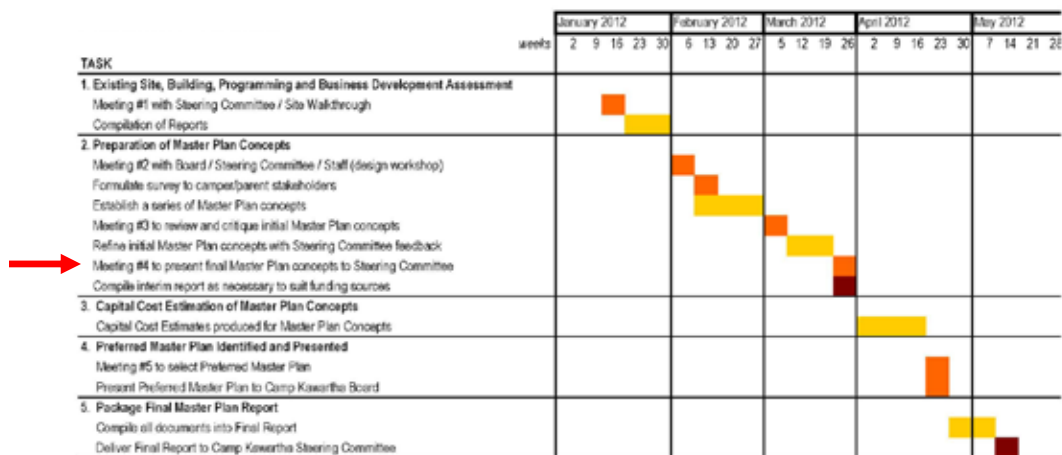 January 2012 February 2012 March 2012 April 2012 May 2012
weeks 2 9 16 23 30 6 13 20 27 5 12 19 26 2 9 16 23 30 7 14 21 28
TASK
1. Existing Site, Building, Programming and Business Development Assessment
Meeting #1 with Steering Committee / Site Walkthrough
Compilation of Reports
2. Preparation of Master Plan Concepts
Meeting #2 with Board / Steering Committee / Staff (design workshop)
Formulate survey to camper/parent stakeholders
Establish a series of Master Plan concepts
Meeting #3 to review and critique initial Master Plan concepts
Refine initial Master Plan concepts with Steering Committee feedback
Meeting #4 to present final Master Plan concepts to Steering Committee
Compile interim report as necessary to suit funding sources
3. Capital Cost Estimation of Master Plan Concepts
Capital Cost Estimates produced for Master Plan Concepts
4. Preferred Master Plan Identified and Presented
Meeting #5 to select Preferred Master Plan
Present Preferred Master Plan to Camp Kawartha Board
5. Package Final Master Plan Report
Compile all documents into Final Report
Deliver Final Report to Camp Kawartha Steering Committee